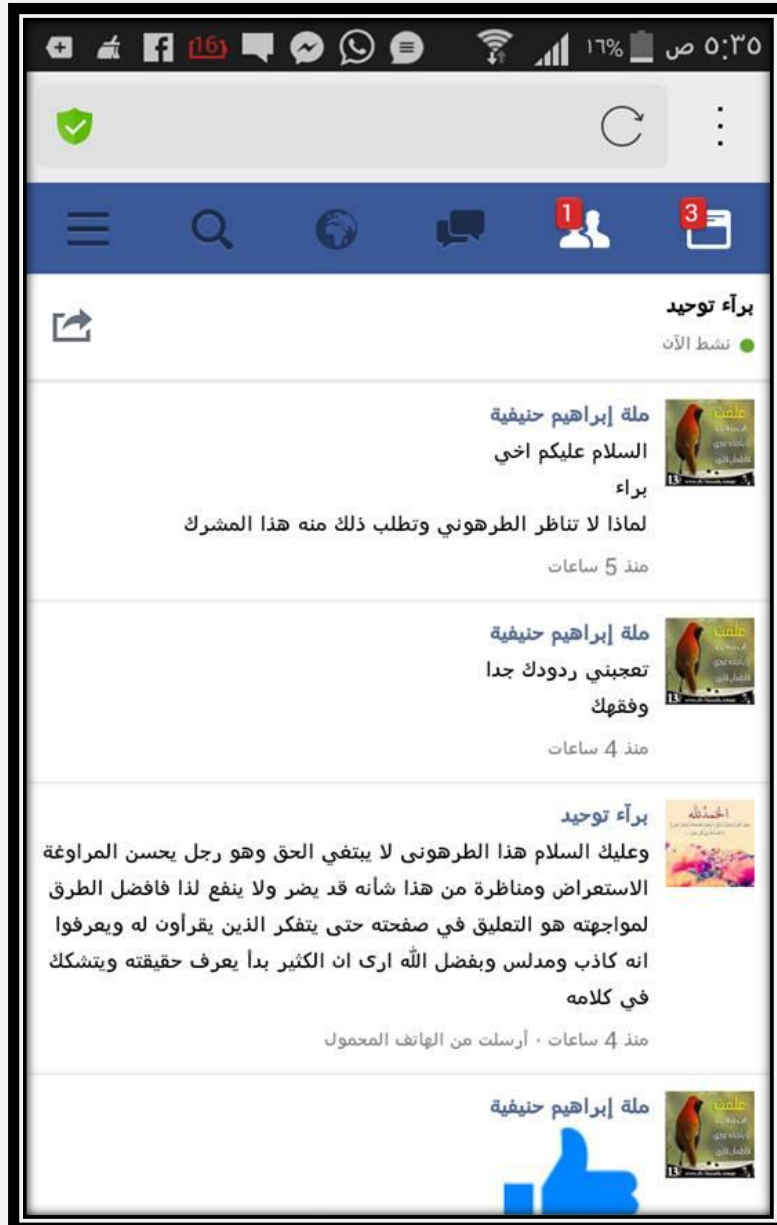 ١٦% ٥:٣٥ ص
16
1
3
برآء توحيد
نشط الآن
ملة إبراهيم حنيفية
السلام عليكم اخي
براء
لماذا لا تناظر الطرهوني وتطلب ذلك منه هذا المشرك
منذ 5 ساعات
ملة إبراهيم حنيفية
تعجبني ردودك جدا
وفقهك
منذ 4 ساعات
برآء توحيد
وعليك السلام هذا الطرهونى لا يبتغي الحق وهو رجل يحسن المراوغة
الاستعراض ومناظرة من هذا شأنه قد يضر ولا ينفع لذا فافضل الطرق
لمواجهته هو التعليق في صفحته حتى يتفكر الذين يقرأون له ويعرفوا
انه كاذب ومدلس وبفضل الله ارى ان الكثير بدأ يعرف حقيقته ويتشكك
في كلامه
منذ 4 ساعات · أرسلت من الهاتف المحمول
ملة إبراهيم حنيفية